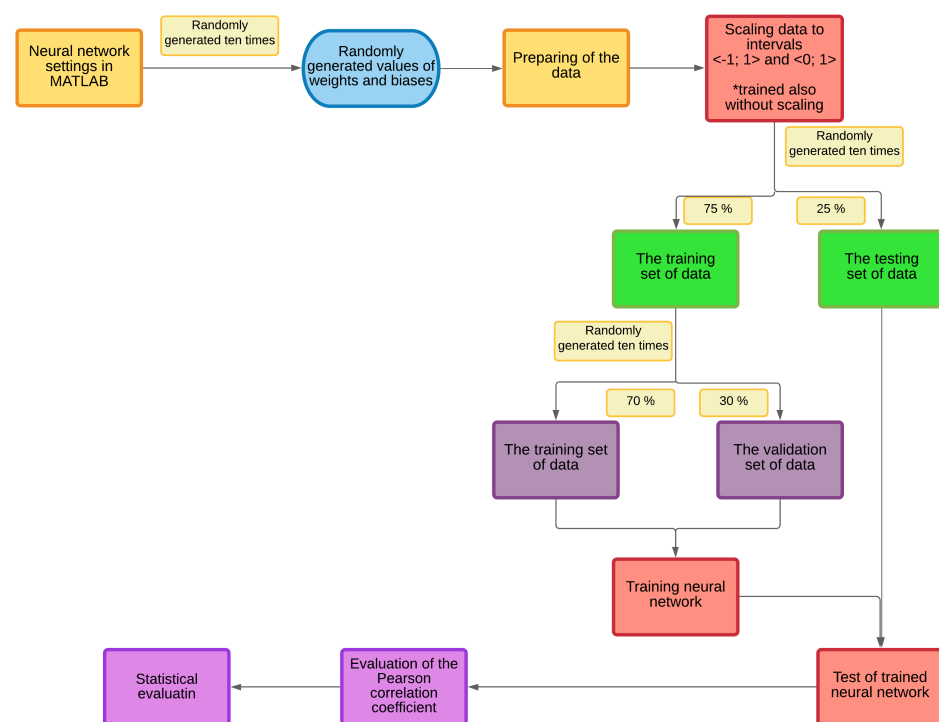 Randomly
generated ten times
Neural network
settings in
MATLAB
Randomly
generated values of
weights and biases
Preparing of the
data
Scaling data to
intervals
<-1; 1> and <0; 1>
*trained also
without scaling
Randomly
generated ten times
75 %
25 %
The training
set of data
The testing
set of data
Randomly
generated ten times
70 %
30 %
The training set
of data
The validation
set of data
Training neural
network
Test of trained
neural network
Evaluation of the
Pearson
correlation
coefficient
Statistical
evaluatin